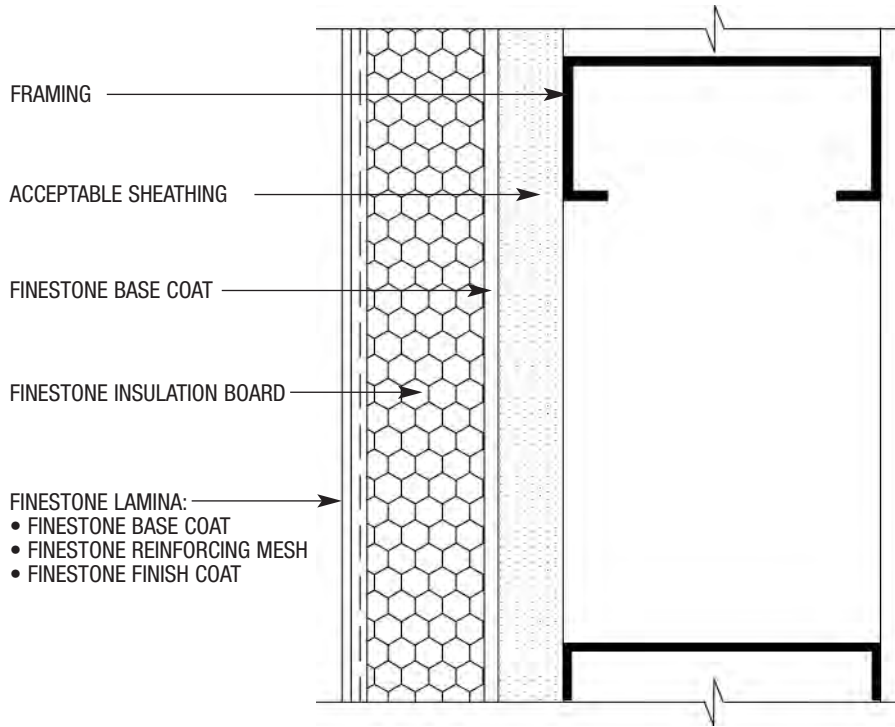 FRAMING
ACCEPTABLE SHEATHING
FINESTONE BASE COAT
FINESTONE INSULATION BOARD
FINESTONE LAMINA:
• FINESTONE BASE COAT
• FINESTONE REINFORCING MESH
• FINESTONE FINISH COAT